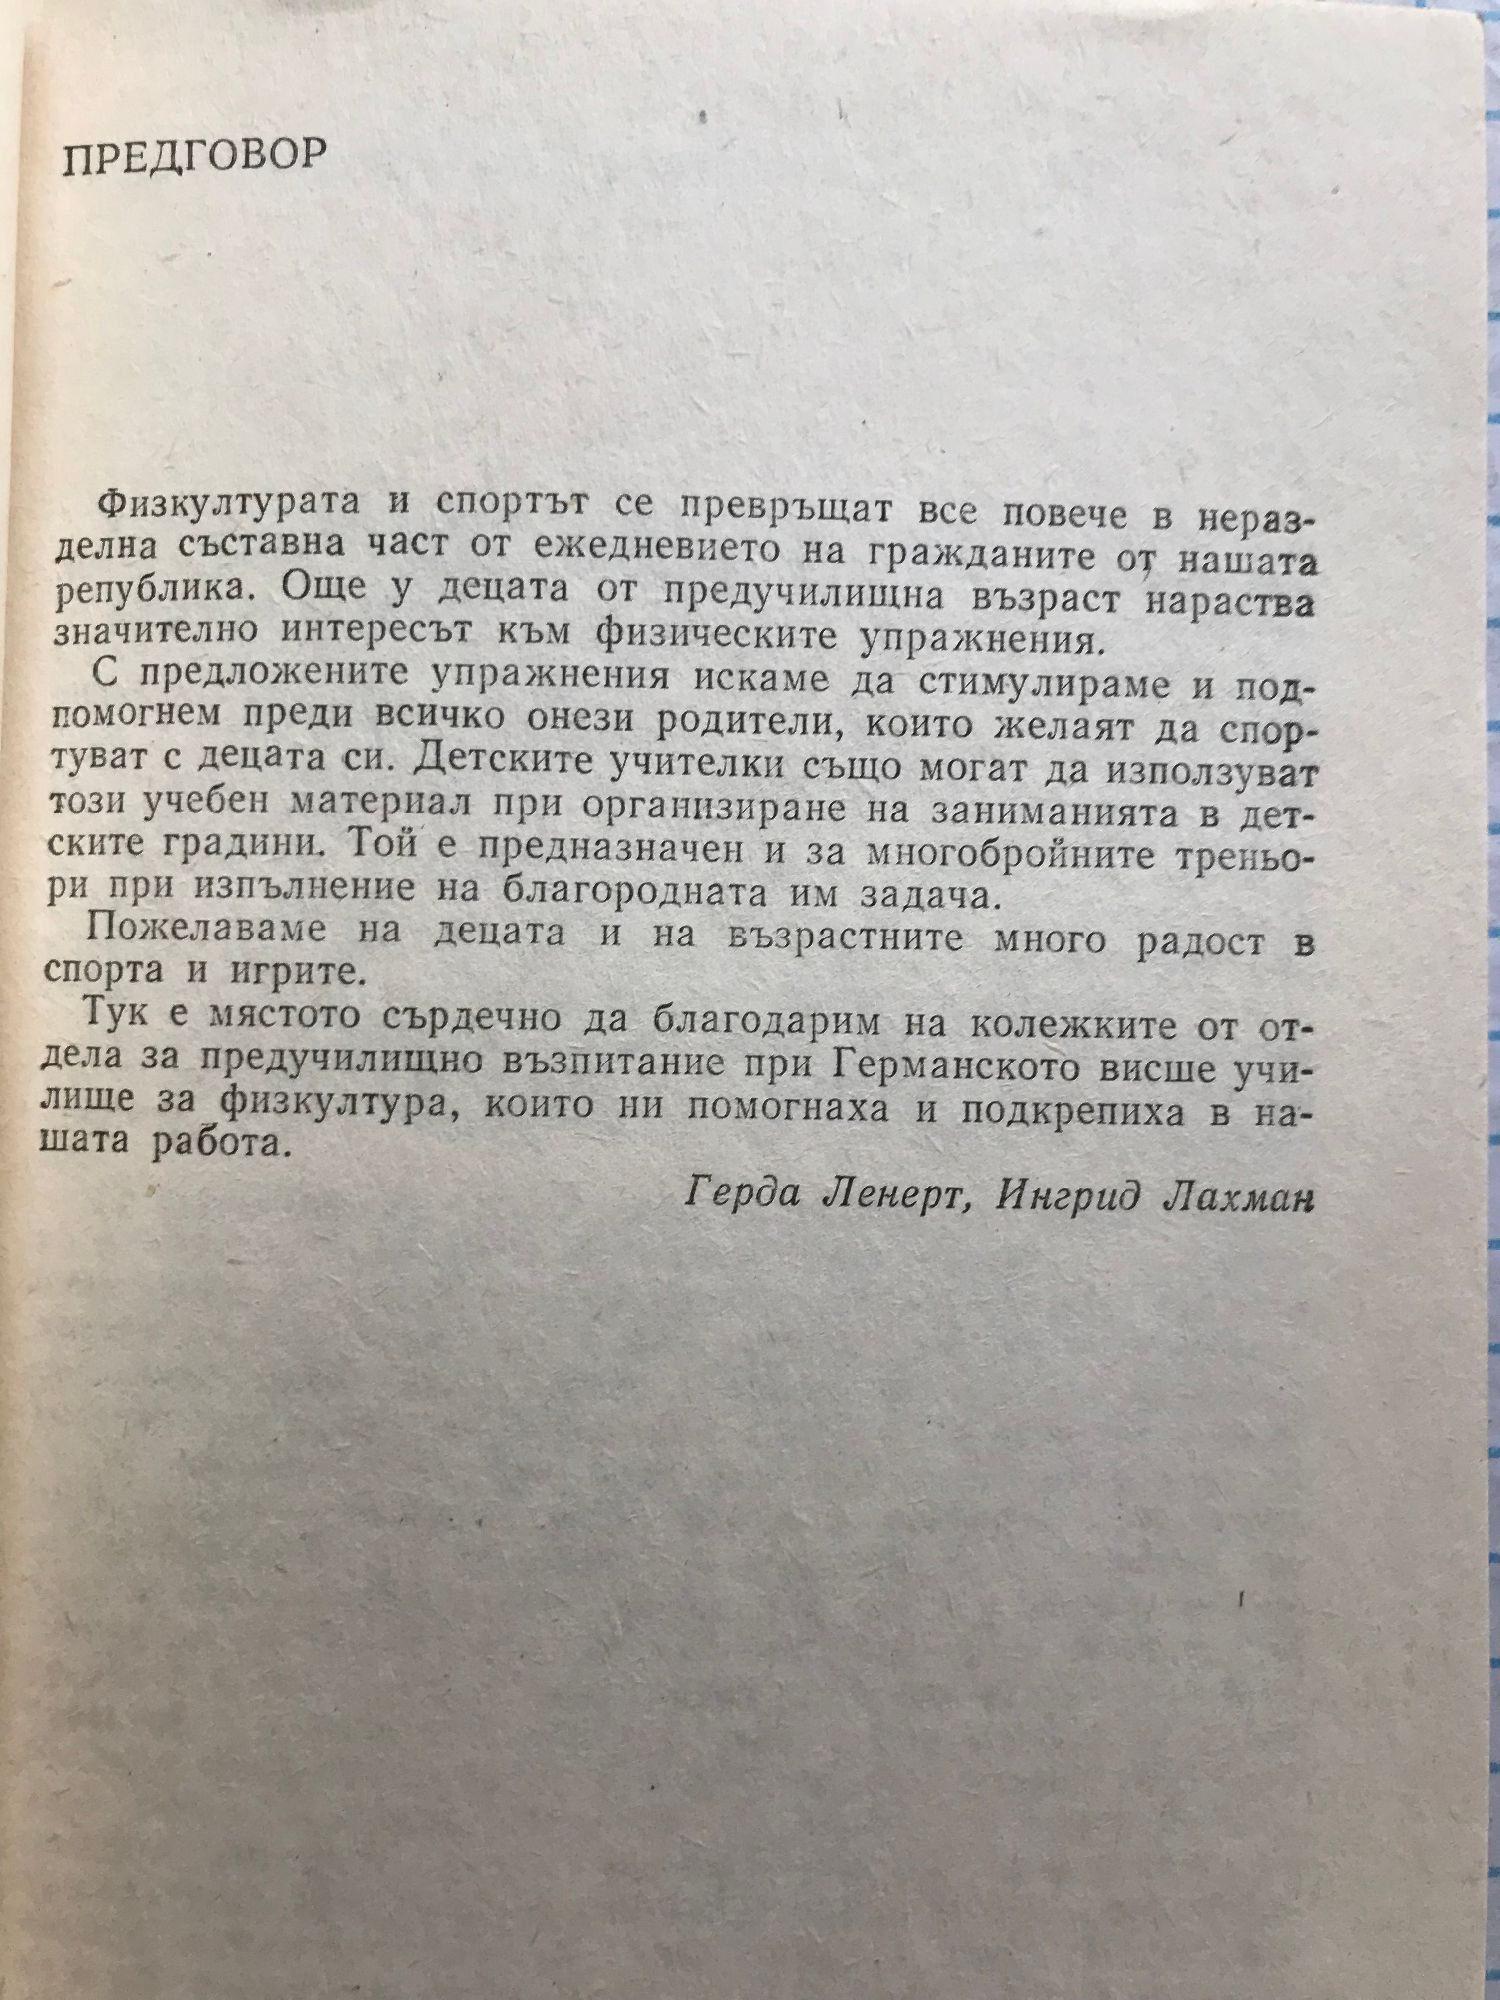 ПРЕДГОВОР
Физкултурата и спортът се превръщат все повече в нераз-
делна съставна част от ежедневието на гражданите от нашата
република. Още у децата от предучилищна възраст нараства
значително интересът към физическите упражнения.
С предложените упражнения искаме да стимулираме и под-
помогнем преди всичко онези родители, които желаят да спор-
туват с децата си. Детските учителки също могат да използуват
този учебен материал при организиране на заниманията в дет-
ските градини. Той е предназначен и за многобройните треньо-
ри при изпълнение на благородната им задача.
Пожелаваме на децата и на възрастните много радост в
спорта и игрите.
Тук е мястото сърдечно да благодарим на колежките от от-
дела за предучилищно възпитание при Германското висше учи-
лище за физкултура, които ни помогнаха и подкрепиха в на-
шата работа.
Герда Ленерт, Ингрид Лахман